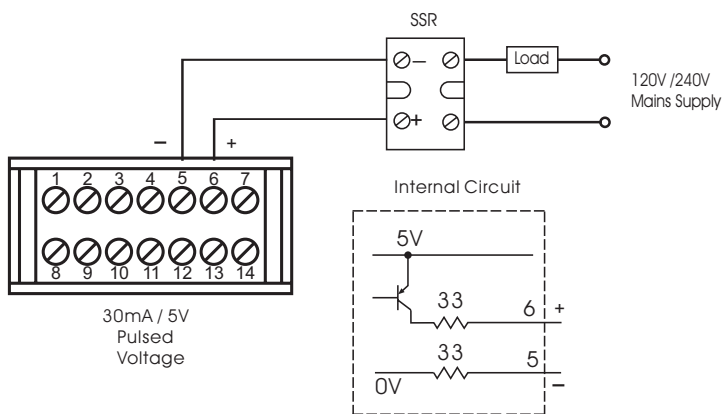 SSR
–
Load
120V /240V
Mains Supply
+
– +
1 2 3 4 5 6 7
8 9 10 11 12 13 14
30mA / 5V
Pulsed
Voltage
Internal Circuit
5V
33 6 +
33 5
0V –